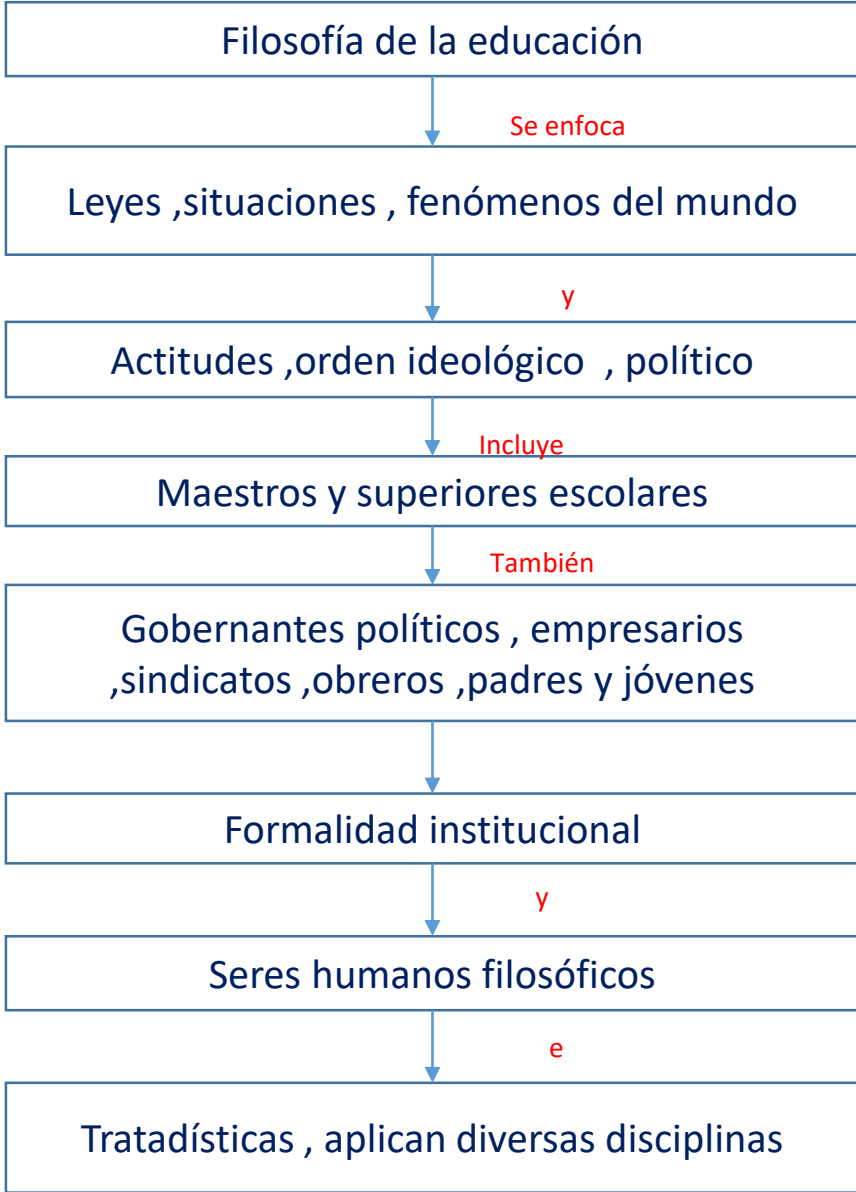 Filosofía de la educación
Se enfoca
Leyes ,situaciones , fenómenos del mundo
y
Actitudes ,orden ideológico  , político
Incluye
Maestros y superiores escolares
También
Gobernantes políticos , empresarios
,sindicatos ,obreros ,padres y jóvenes
Formalidad institucional
y
Seres humanos filosóficos
e
Tratadísticas , aplican diversas disciplinas